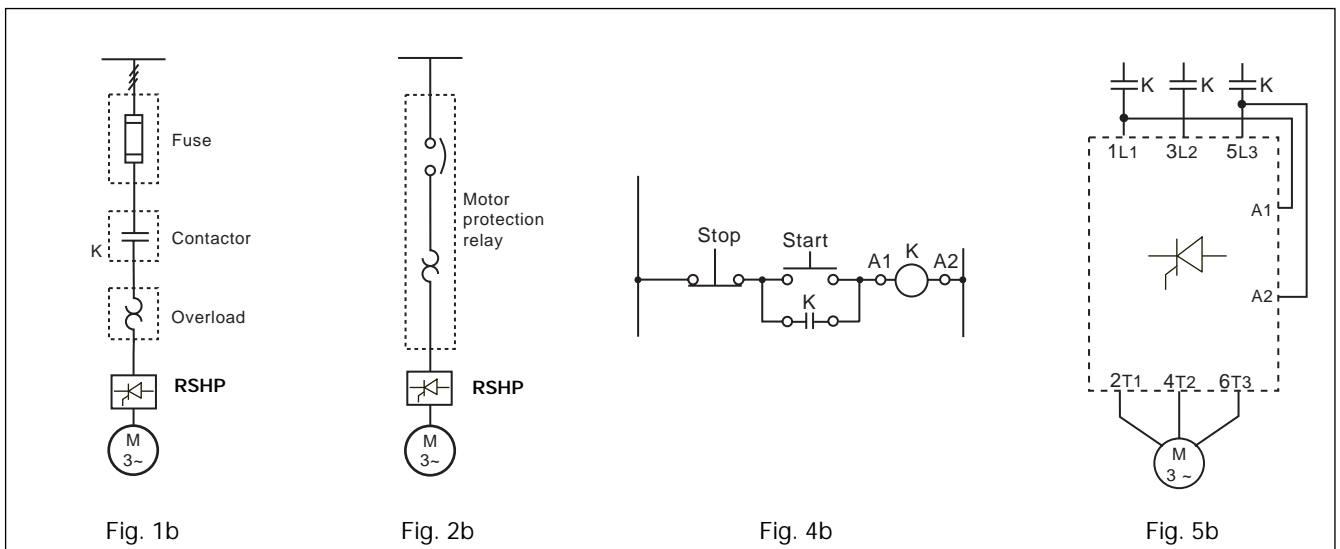 Fuse
K
Contactor
Overload
RSHP
M
3~
Fig. 1b
Motor
protection
relay
RSHP
M
3~
Fig. 2b
Stop
Start
A1
K
A2
K
Fig. 4b
K
K
K
1L1
3L2
5L3
A1
A2
2T1
4T2
6T3
M
3 ~
Fig. 5b